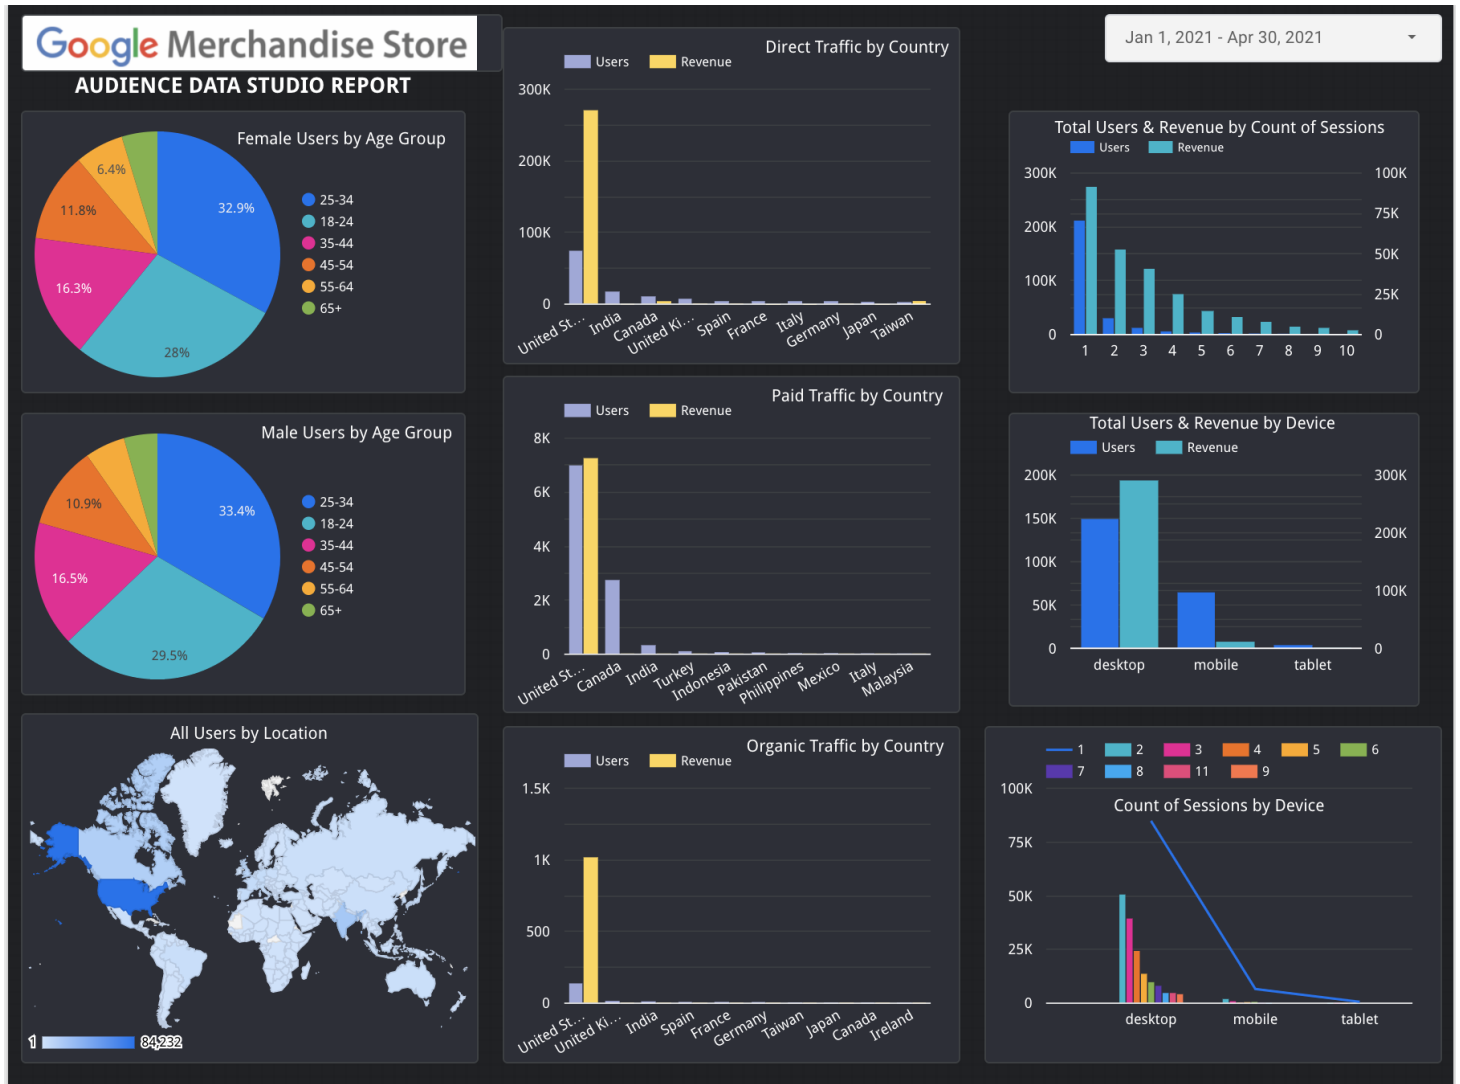 Google Merchandise Store
AUDIENCE DATA STUDIO REPORT
Jan 1, 2021 - Apr 30, 2021
Female Users by Age Group
32.9%
28%
16.3%
11.8%
6.4%
25-34
18-24
35-44
45-54
55-64
65+
Male Users by Age Group
33.4%
29.5%
16.5%
10.9%
25-34
18-24
35-44
45-54
55-64
65+
All Users by Location
1 84,232
Direct Traffic by Country
Users Revenue
300K
200K
100K
0
United St... India Canada United Ki... Spain France Italy Germany Japan Taiwan
Paid Traffic by Country
Users Revenue
8K
6K
4K
2K
0
United St... Canada India Turkey Indonesia Pakistan Philippines Mexico Italy Malaysia
Organic Traffic by Country
Users Revenue
1.5K
1K
500
0
United St... United Ki... India Spain France Germany Taiwan Japan Canada Ireland
Total Users & Revenue by Count of Sessions
Users Revenue
300K 100K
75K
200K
50K
100K
25K
0 0
1 2 3 4 5 6 7 8 9 10
Total Users & Revenue by Device
Users Revenue
200K 300K
150K
200K
100K
100K
50K
0 0
desktop mobile tablet
1 2 3 4 5 6
7 8 11 9
100K
Count of Sessions by Device
75K
50K
25K
0
desktop mobile tablet